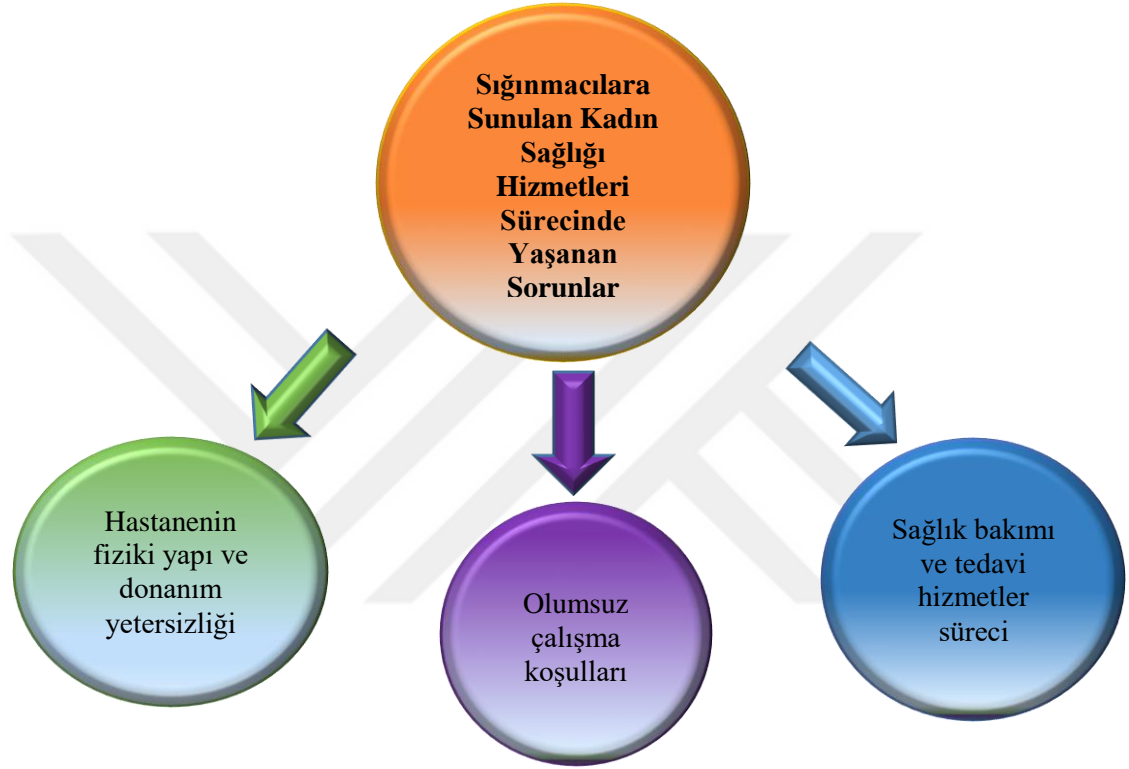 Sığınmacılara
Sunulan Kadın
Sağlığı
Hizmetleri
Sürecinde
Yaşanan
Sorunlar
Hastanenin
fiziki yapı ve
donanım
yetersizliği
Olumsuz
çalışma
koşulları
Sağlık bakımı
ve tedavi
hizmetler
süreci